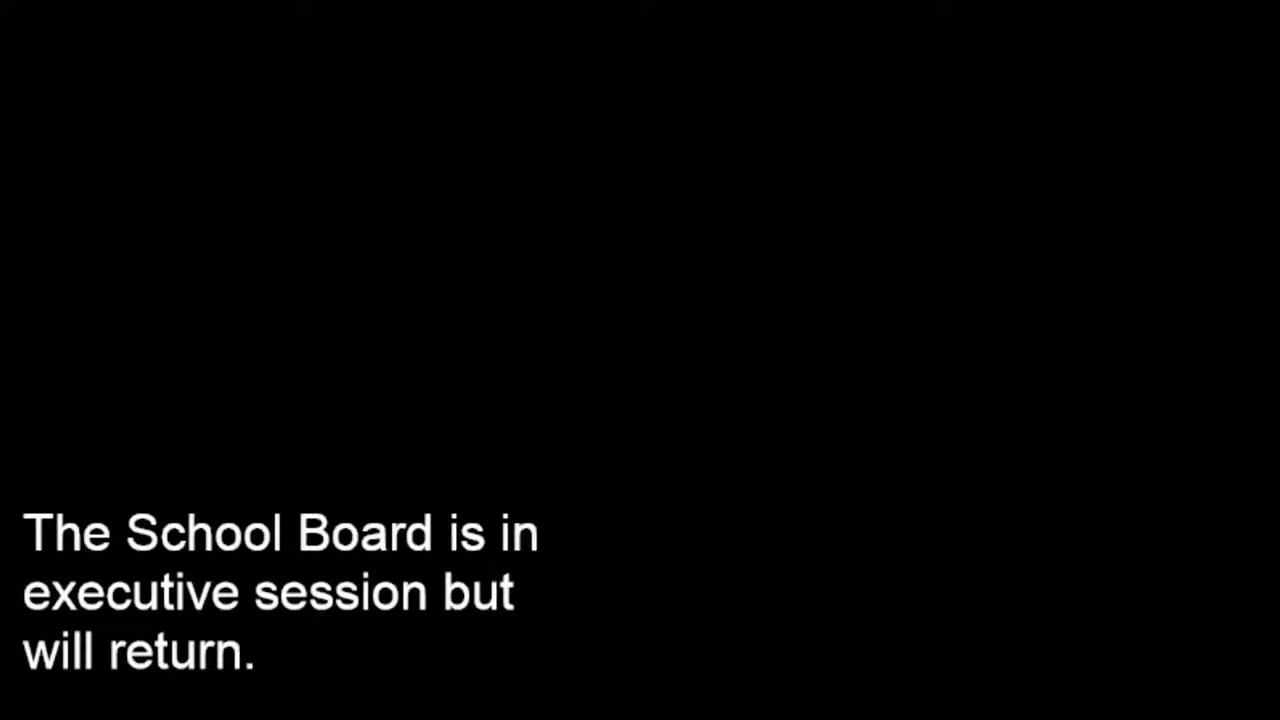 The School Board is in
executive session but
will return.